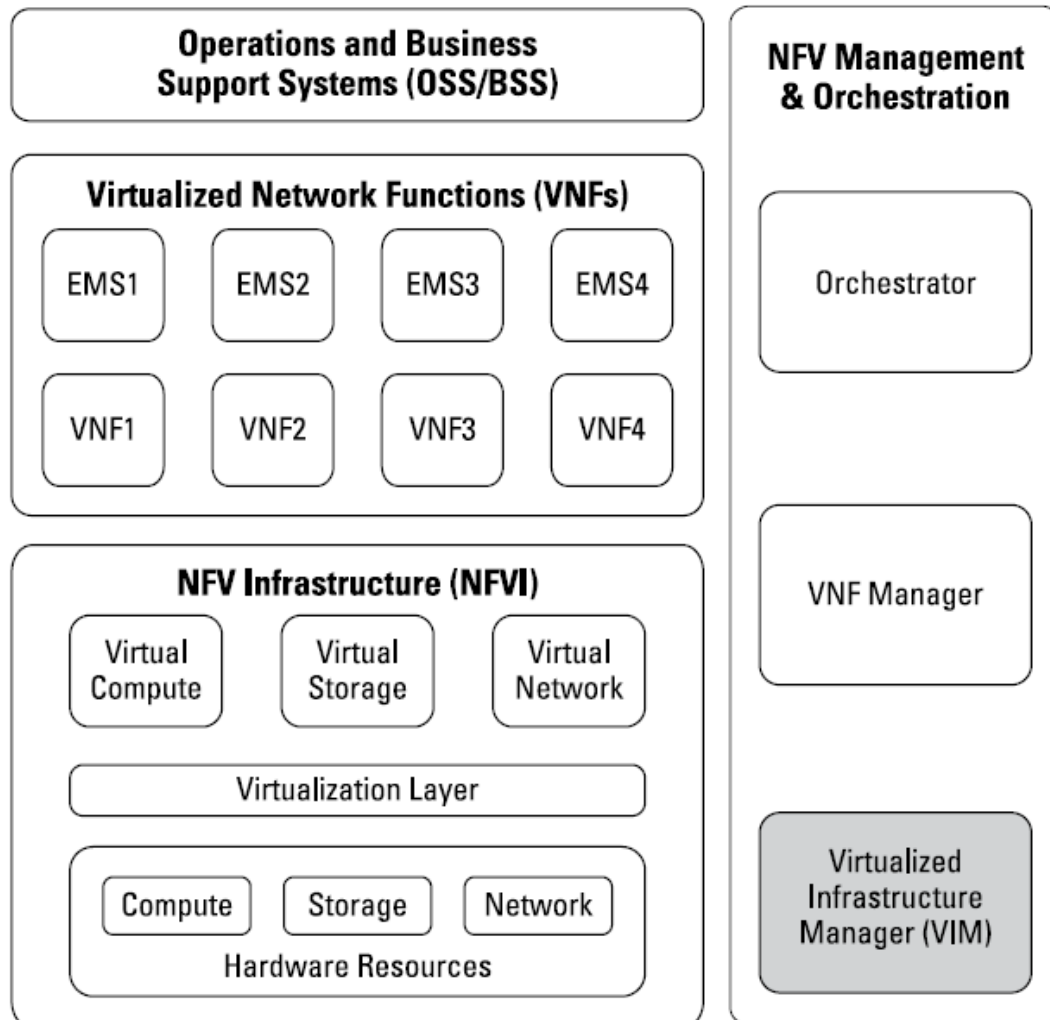 Operations and Business
Support Systems (OSS/BSS)
Virtualized Network Functions (VNFs)
EMS1
EMS2
EMS3
EMS4
VNF1
VNF2
VNF3
VNF4
NFV Infrastructure (NFVI)
Virtual
Compute
Virtual
Storage
Virtual
Network
Virtualization Layer
Compute
Storage
Network
Hardware Resources
NFV Management
& Orchestration
Orchestrator
VNF Manager
Virtualized
Infrastructure
Manager (VIM)